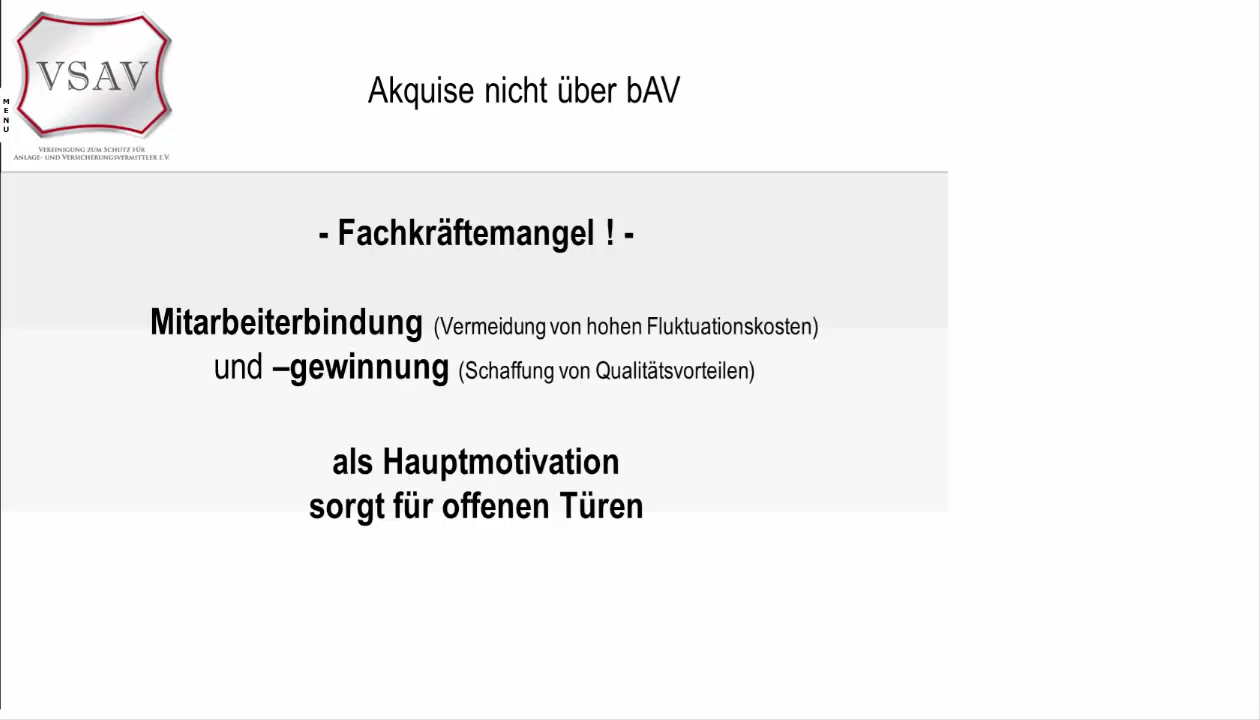 VSAV
VEREINIGUNG ZUM SCHUTZ FÜR
ANLAGE- UND VERSICHERUNGSVERMITTLER E.V.
MENU
Akquise nicht über bAV
- Fachkräftemangel ! -
Mitarbeiterbindung (Vermeidung von hohen Fluktuationskosten)
und –gewinnung (Schaffung von Qualitätsvorteilen)
als Hauptmotivation
sorgt für offenen Türen